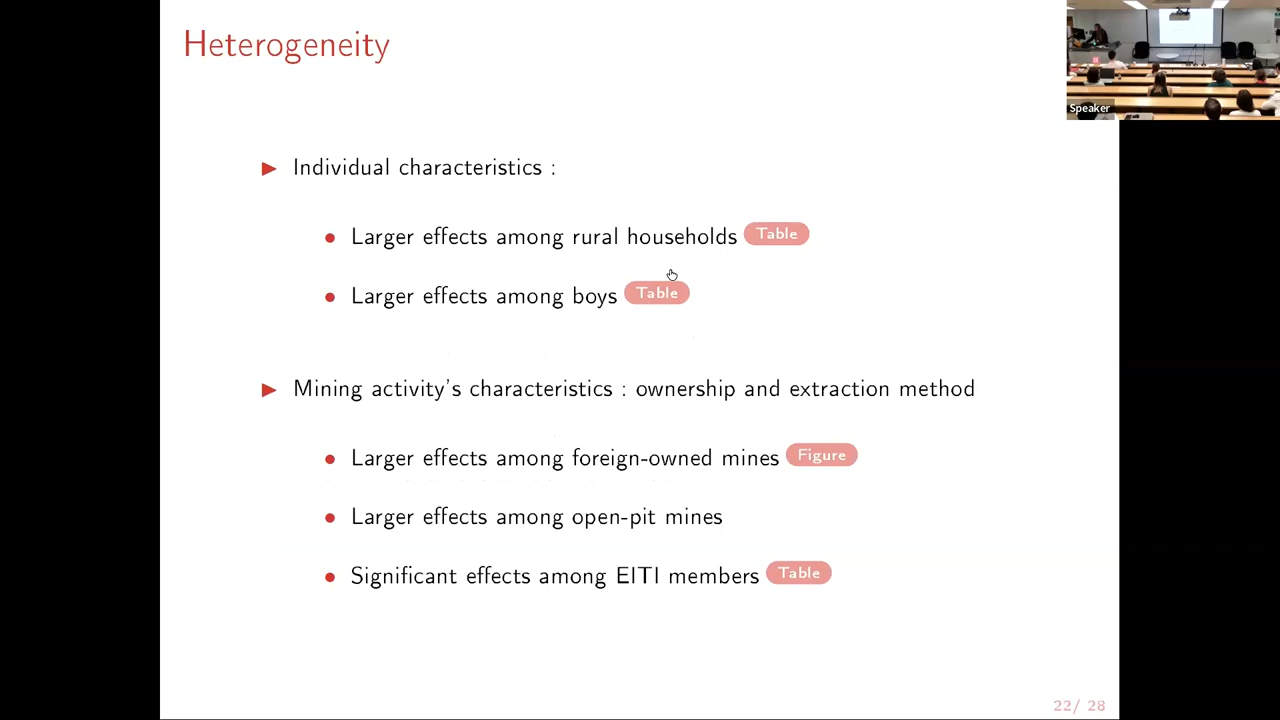 Heterogeneity
Speaker
▶ Individual characteristics :
• Larger effects among rural households Table
• Larger effects among boys Table
▶ Mining activity's characteristics : ownership and extraction method
• Larger effects among foreign-owned mines Figure
• Larger effects among open-pit mines
• Significant effects among EITI members Table
22/ 28